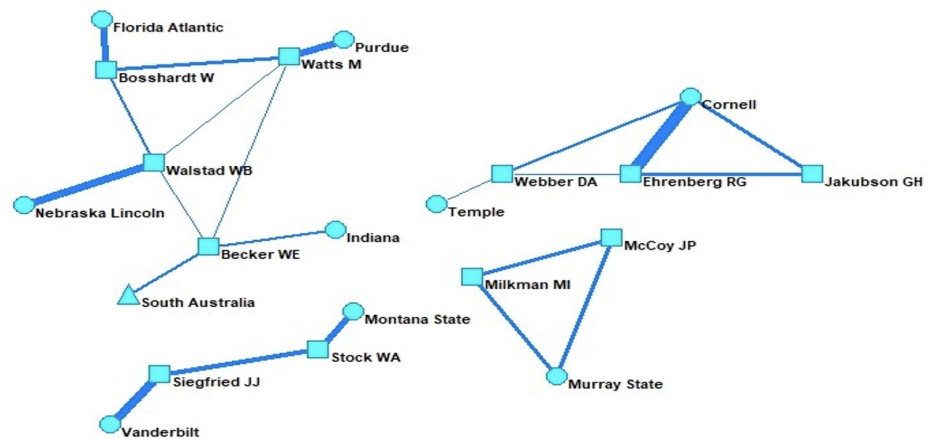 Florida Atlantic
Purdue
Watts M
Bosshardt W
Cornell
Walstad WB
Webber DA
Ehrenberg RG
Jakubson GH
Nebraska Lincoln
Temple
Indiana
McCoy JP
Becker WE
Milkman MI
South Australia
Montana State
Stock WA
Siegfried JJ
Murray State
Vanderbilt